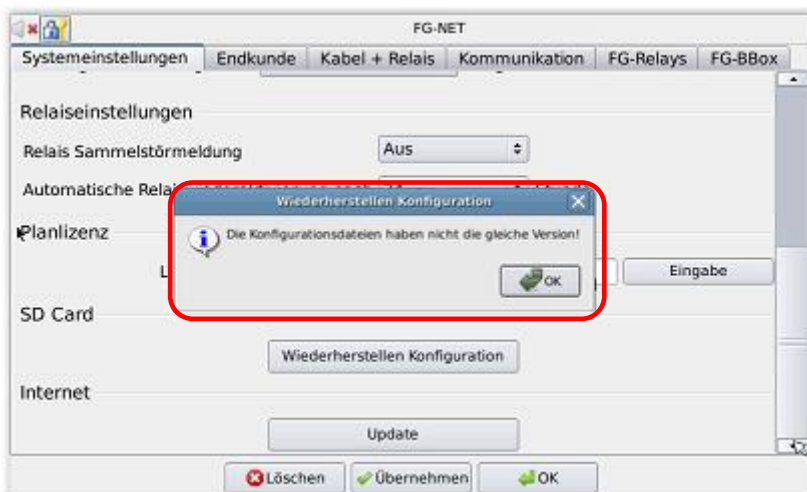 FG-NET
Systemeinstellungen Endkunde Kabel + Relais Kommunikation FG-Relays FG-BBox
Relaiseinstellungen
Relais Sammelstörmeldung Aus
Automatische
Wiederherstellen Konfiguration
Die Konfigurationsdateien haben nicht die gleiche Version!
OK
Planlizenz
Eingabe
SD Card
Wiederherstellen Konfiguration
Internet
Update
Löschen Übernehmen OK